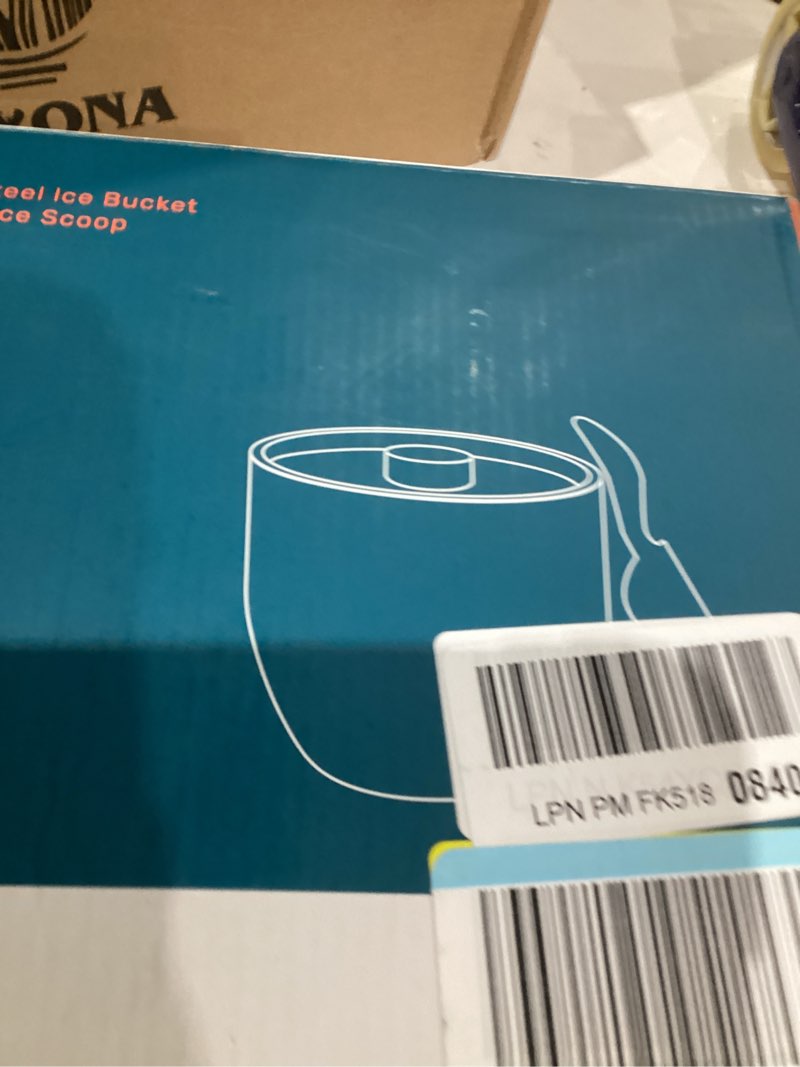 ONA
eel Ice Bucket
ce Scoop
LPN PM FK518 0840